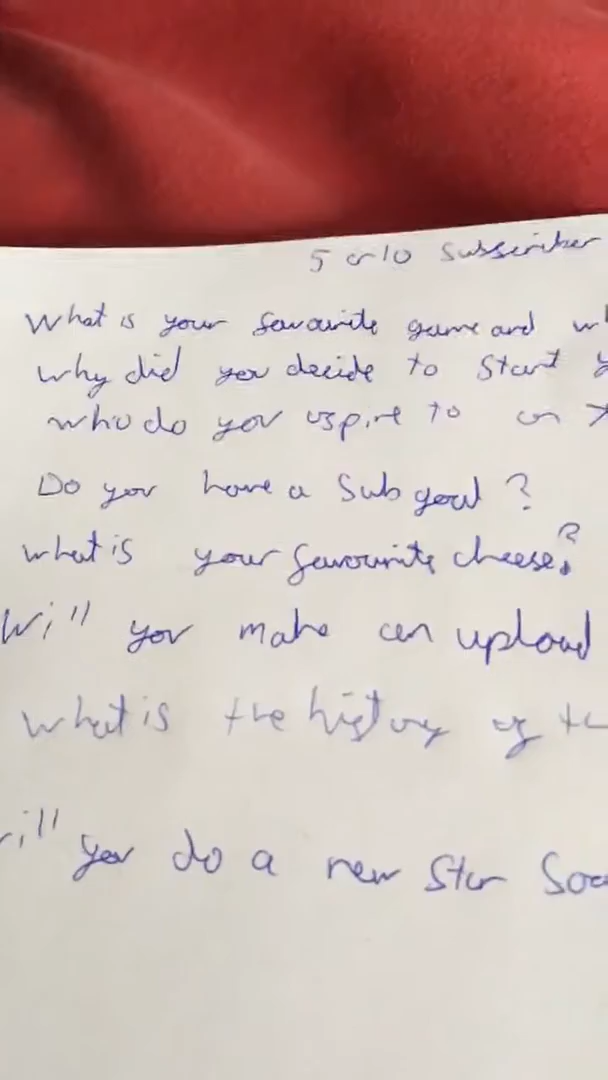 5 or 10 Subscriber
What is your favourite game and
why did you decide to Start
who do you aspire to on
Do you have a Sub goal ?
what is your favourite cheese?
Will you make an upload
what is the history of
will you do a new Star